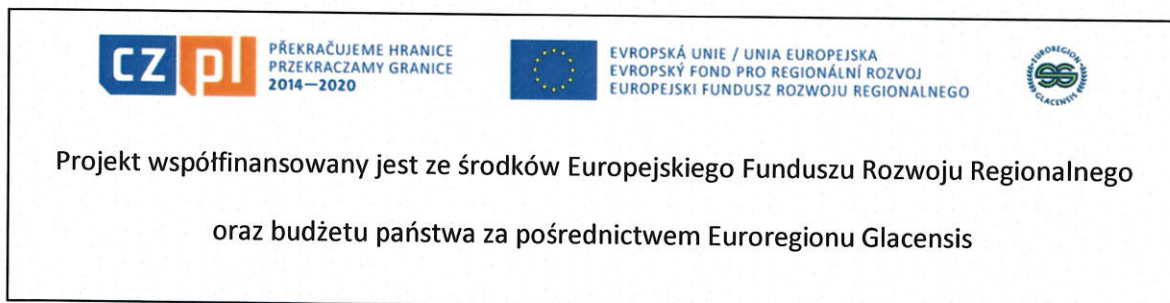 CZ pl
PŘEKRAČUJEME HRANICE
PRZEKRACZAMY GRANICE
2014—2020
EVROPSKÁ UNIE / UNIA EUROPEJSKA
EVROPSKÝ FOND PRO REGIONÁLNÍ ROZVOJ
EUROPEJSKI FUNDUSZ ROZWOJU REGIONALNEGO
EUROREGION
GLACENSIS
Projekt współfinansowany jest ze środków Europejskiego Funduszu Rozwoju Regionalnego
oraz budżetu państwa za pośrednictwem Euroregionu Glacensis